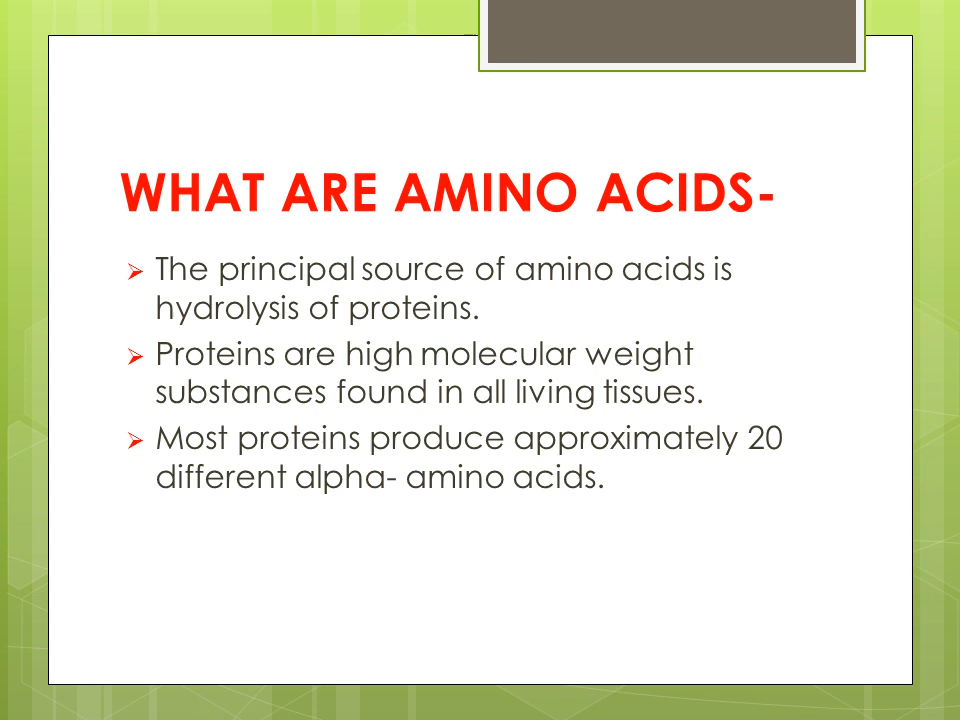 WHAT ARE AMINO ACIDS-
➢ The principal source of amino acids is
hydrolysis of proteins.
➢ Proteins are high molecular weight
substances found in all living tissues.
➢ Most proteins produce approximately 20
different alpha- amino acids.